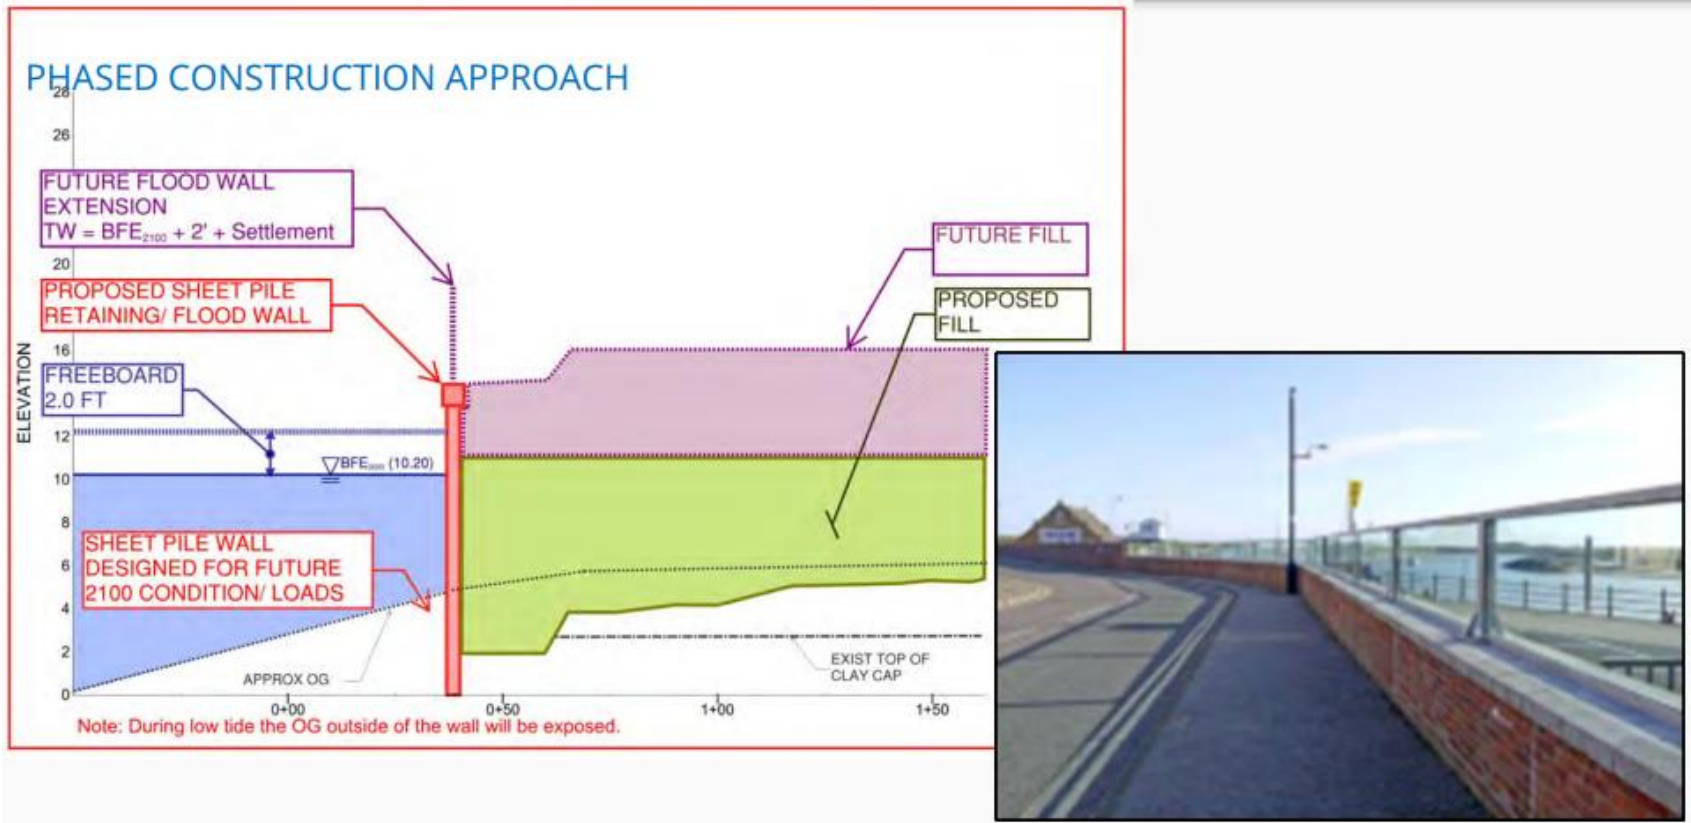 PHASED CONSTRUCTION APPROACH
28
26
FUTURE FLOOD WALL
EXTENSION
TW = BFE2100 + 2' + Settlement
20
FUTURE FILL
PROPOSED SHEET PILE
RETAINING/ FLOOD WALL
PROPOSED
FILL
ELEVATION
16
FREEBOARD
2.0 FT
12
BFE (10.20)
10
8
SHEET PILE WALL
DESIGNED FOR FUTURE
2100 CONDITION/ LOADS
6
4
2
EXIST TOP OF
CLAY CAP
APPROX OG
0
0+00
0+50
1+00
1+50
Note: During low tide the OG outside of the wall will be exposed.